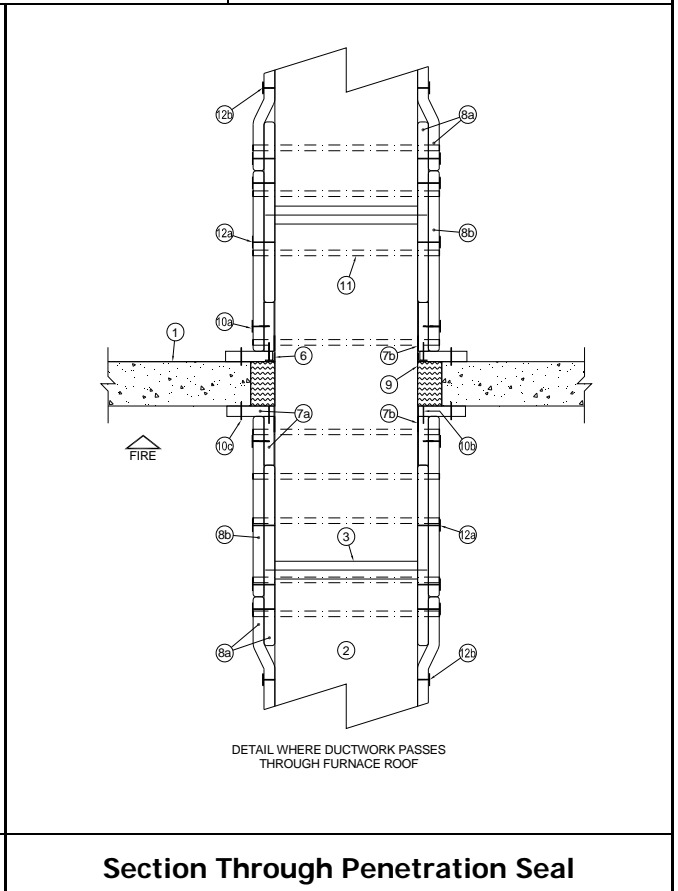 12b
8a
12a
8b
11
10a
1
6
7b
9
7a
7b
10c
10b
FIRE
8b
3
12a
8a
2
12b
DETAIL WHERE DUCTWORK PASSES
THROUGH FURNACE ROOF
Section Through Penetration Seal